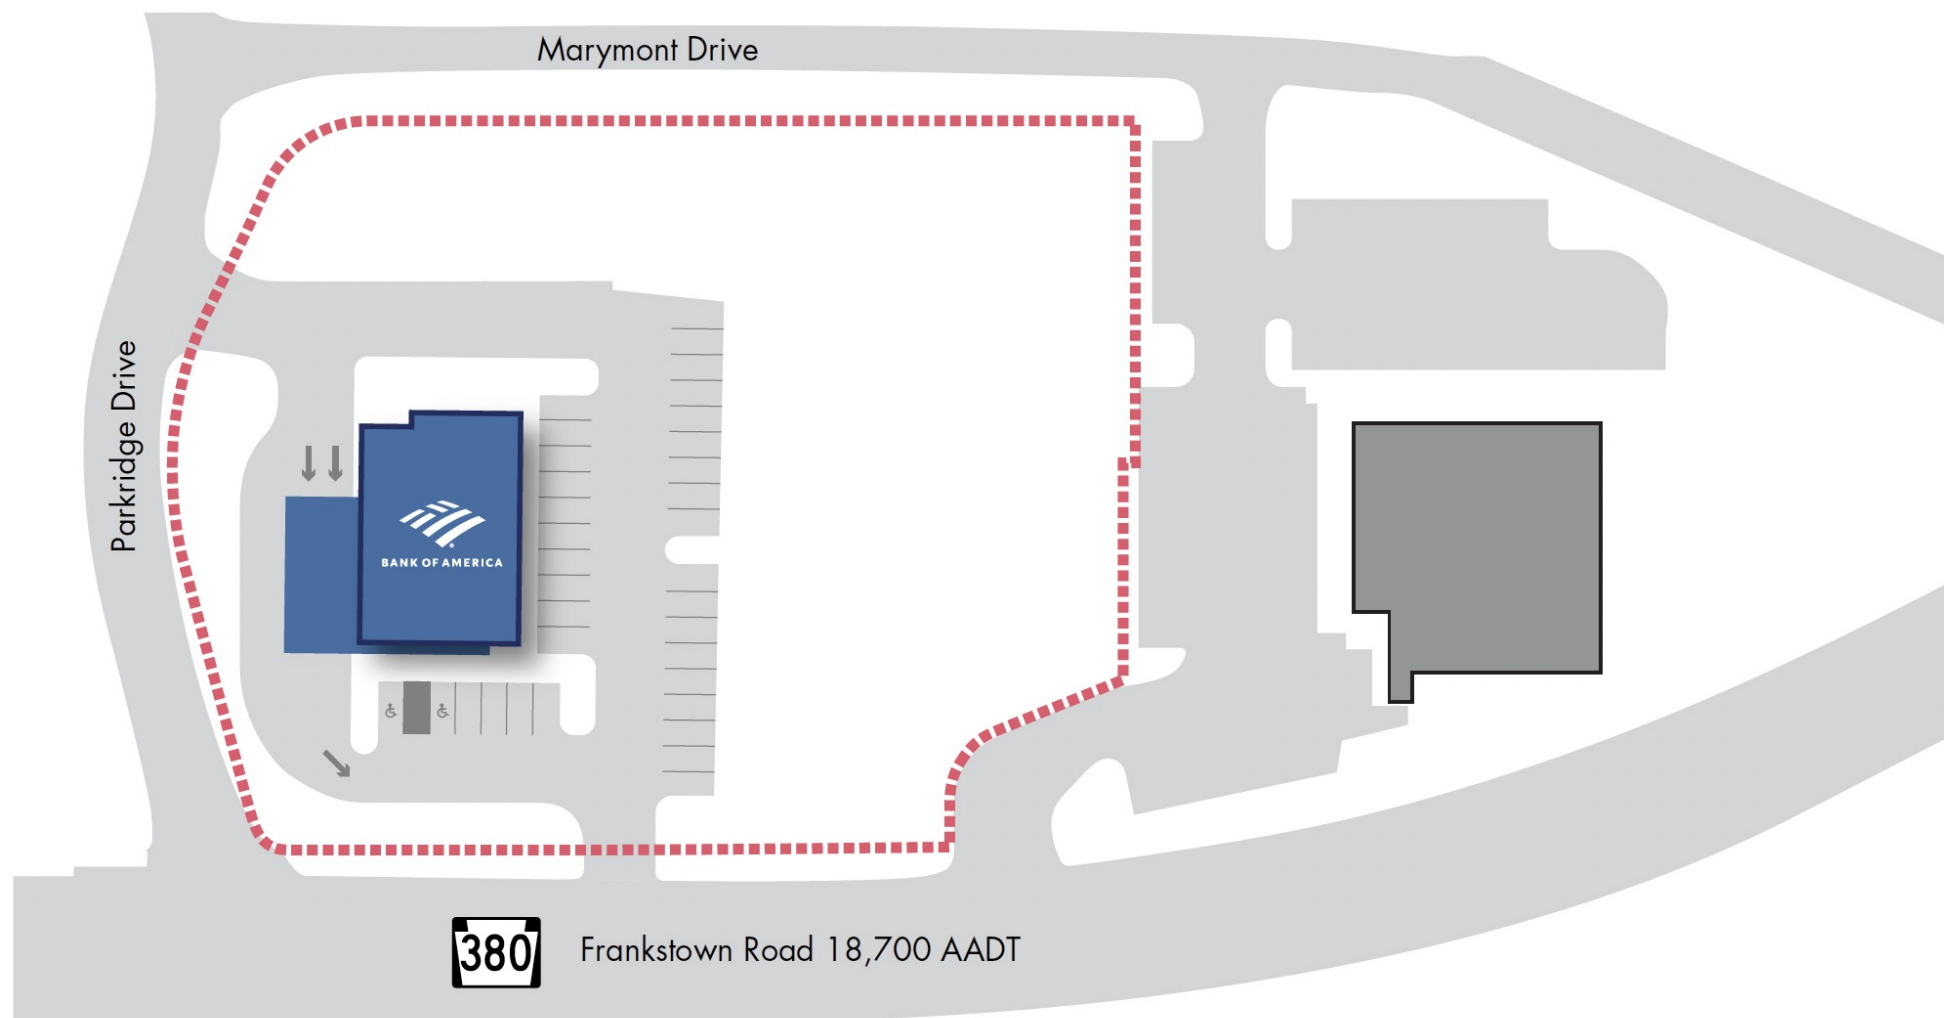 Marymont Drive
Parkridge Drive
BANK OF AMERICA
380
Frankstown Road 18,700 AADT